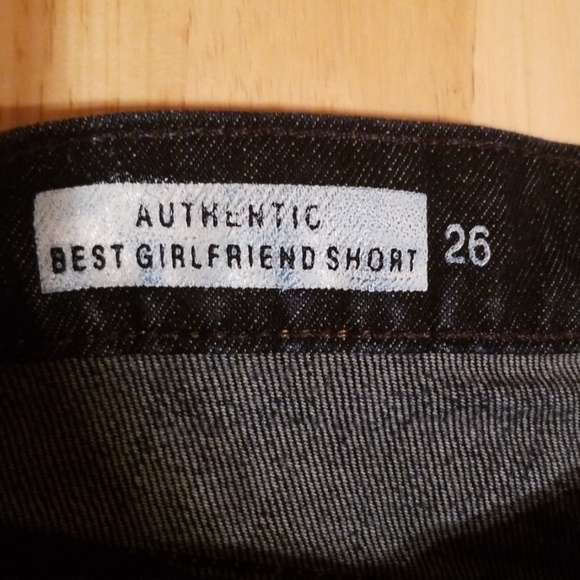 AUTHENTIC
BEST GIRLFRIEND SHORT 26